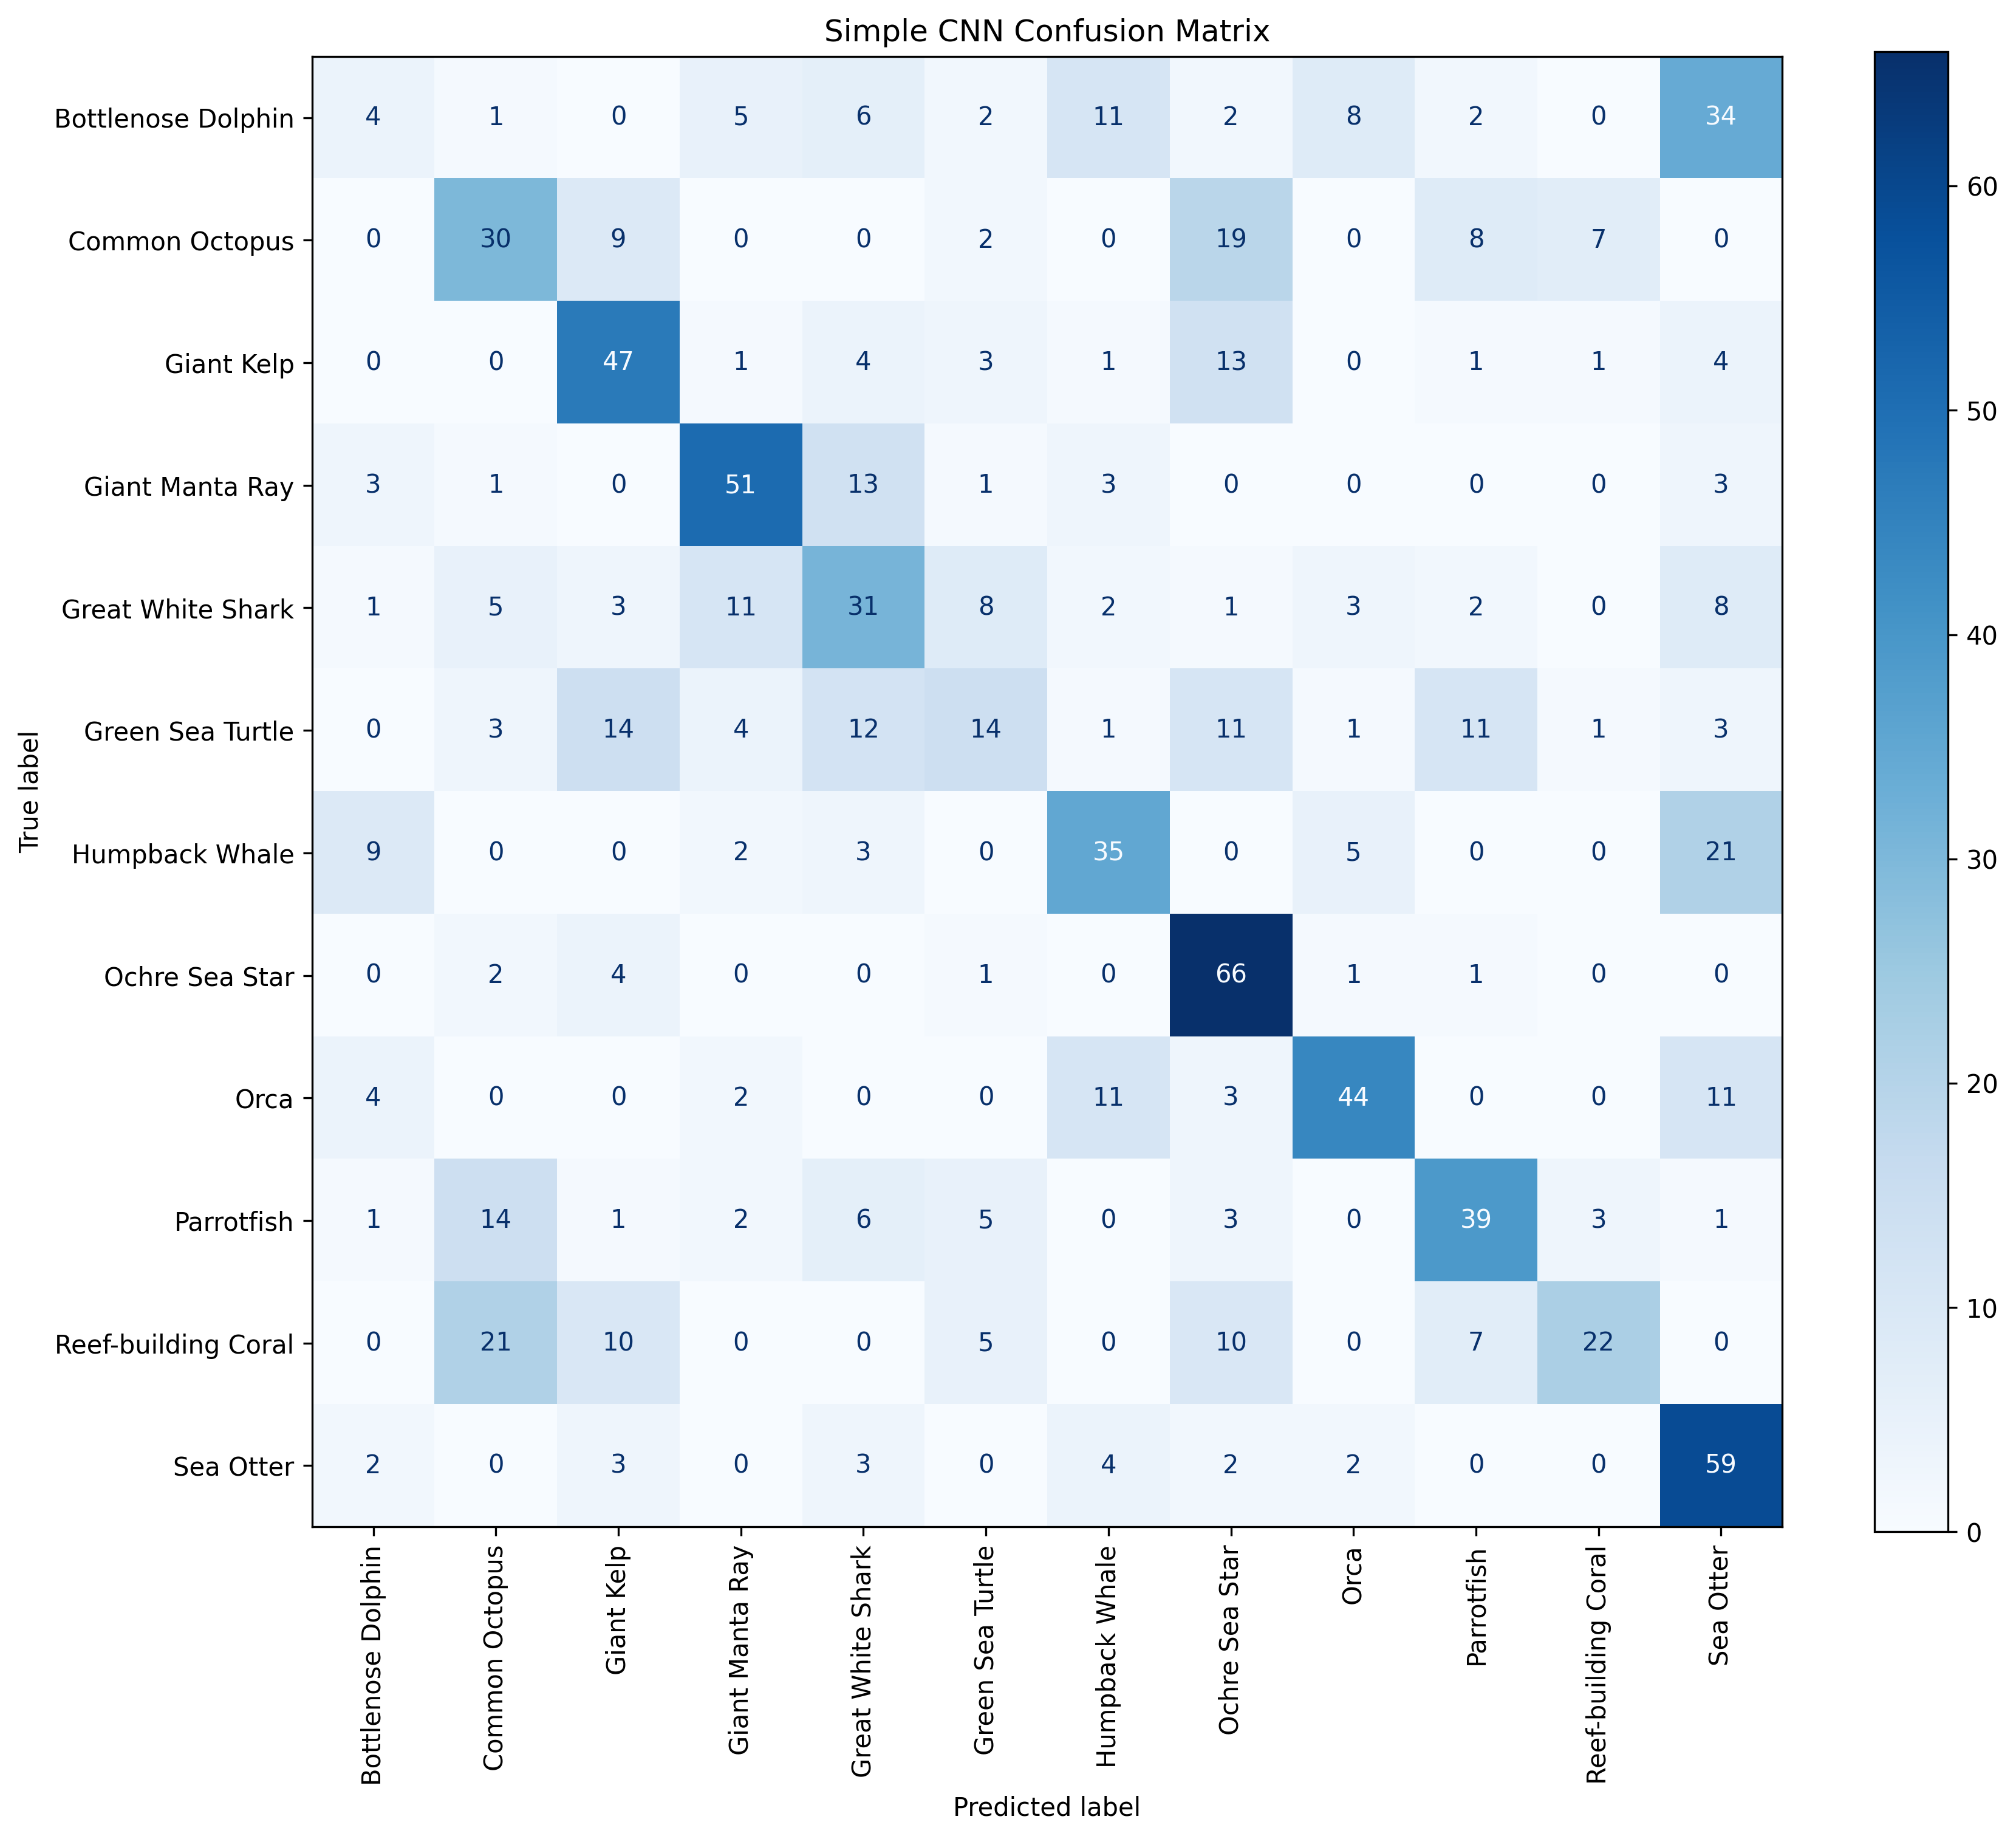 Simple CNN Confusion Matrix
Bottlenose Dolphin 4 1 0 5 6 2 11 2 8 2 0 34
Common Octopus 0 30 9 0 0 2 0 19 0 8 7 0
Giant Kelp 0 0 47 1 4 3 1 13 0 1 1 4
Giant Manta Ray 3 1 0 51 13 1 3 0 0 0 0 3
Great White Shark 1 5 3 11 31 8 2 1 3 2 0 8
Green Sea Turtle 0 3 14 4 12 14 1 11 1 11 1 3
Humpback Whale 9 0 0 2 3 0 35 0 5 0 0 21
Ochre Sea Star 0 2 4 0 0 1 0 66 1 1 0 0
Orca 4 0 0 2 0 0 11 3 44 0 0 11
Parrotfish 1 14 1 2 6 5 0 3 0 39 3 1
Reef-building Coral 0 21 10 0 0 5 0 10 0 7 22 0
Sea Otter 2 0 3 0 3 0 4 2 2 0 0 59
True label
Bottlenose Dolphin
Common Octopus
Giant Kelp
Giant Manta Ray
Great White Shark
Green Sea Turtle
Humpback Whale
Ochre Sea Star
Orca
Parrotfish
Reef-building Coral
Sea Otter
Predicted label
60
50
40
30
20
10
0